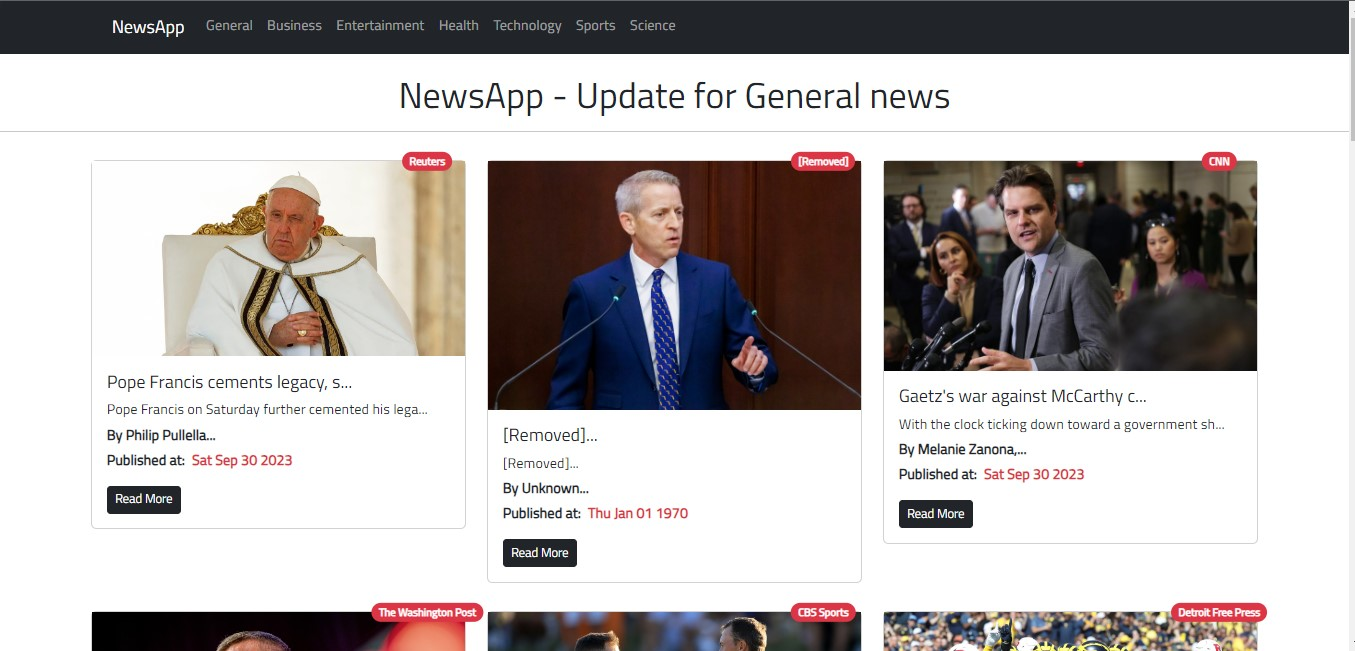 NewsApp General Business Entertainment Health Technology Sports Science
NewsApp - Update for General news
Reuters
Pope Francis cements legacy, s...
Pope Francis on Saturday further cemented his lega...
By Philip Pullella...
Published at: Sat Sep 30 2023
Read More
[Removed]
[Removed]...
[Removed]...
By Unknown...
Published at: Thu Jan 01 1970
Read More
CNN
Gaetz's war against McCarthy c...
With the clock ticking down toward a government sh...
By Melanie Zanona,...
Published at: Sat Sep 30 2023
Read More
The Washington Post
CBS Sports
Detroit Free Press